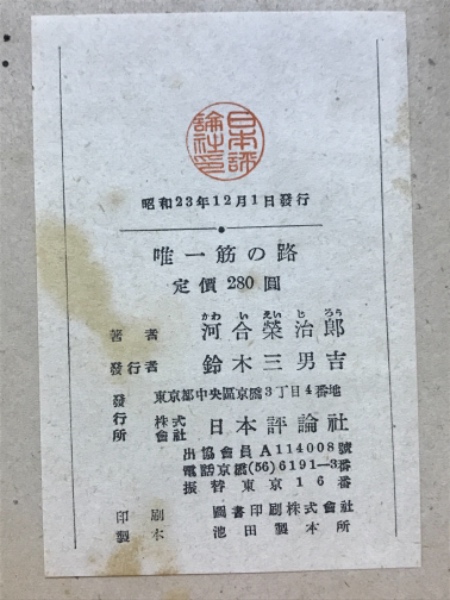 日本評論社印
昭和23年12月1日發行
唯一筋の路
定價 280 圓
かわ い えい じ ろう
著者 河合榮治郎
發行者 鈴木三男吉
發行所 東京都中央區京橋3丁目4番地
株式會社 日本評論社
出協會員A114008號
電話京橋(56)6191—3番
振替東京16番
印刷 圖書印刷株式會社
製本 池田製本所